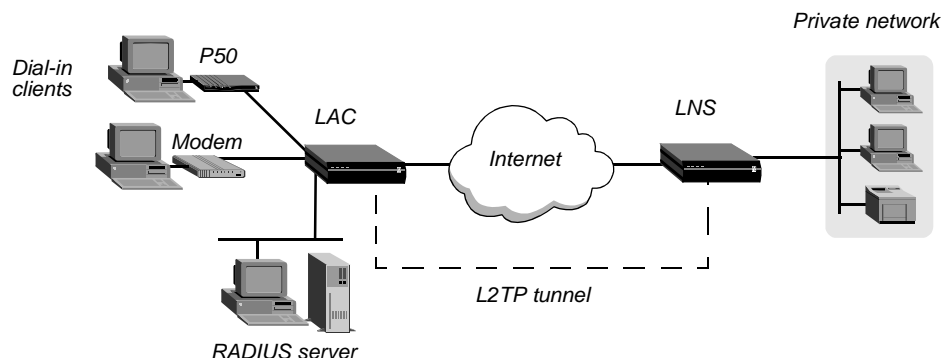 Private network
P50
Dial-in
clients
LAC
LNS
Modem
Internet
L2TP tunnel
RADIUS server